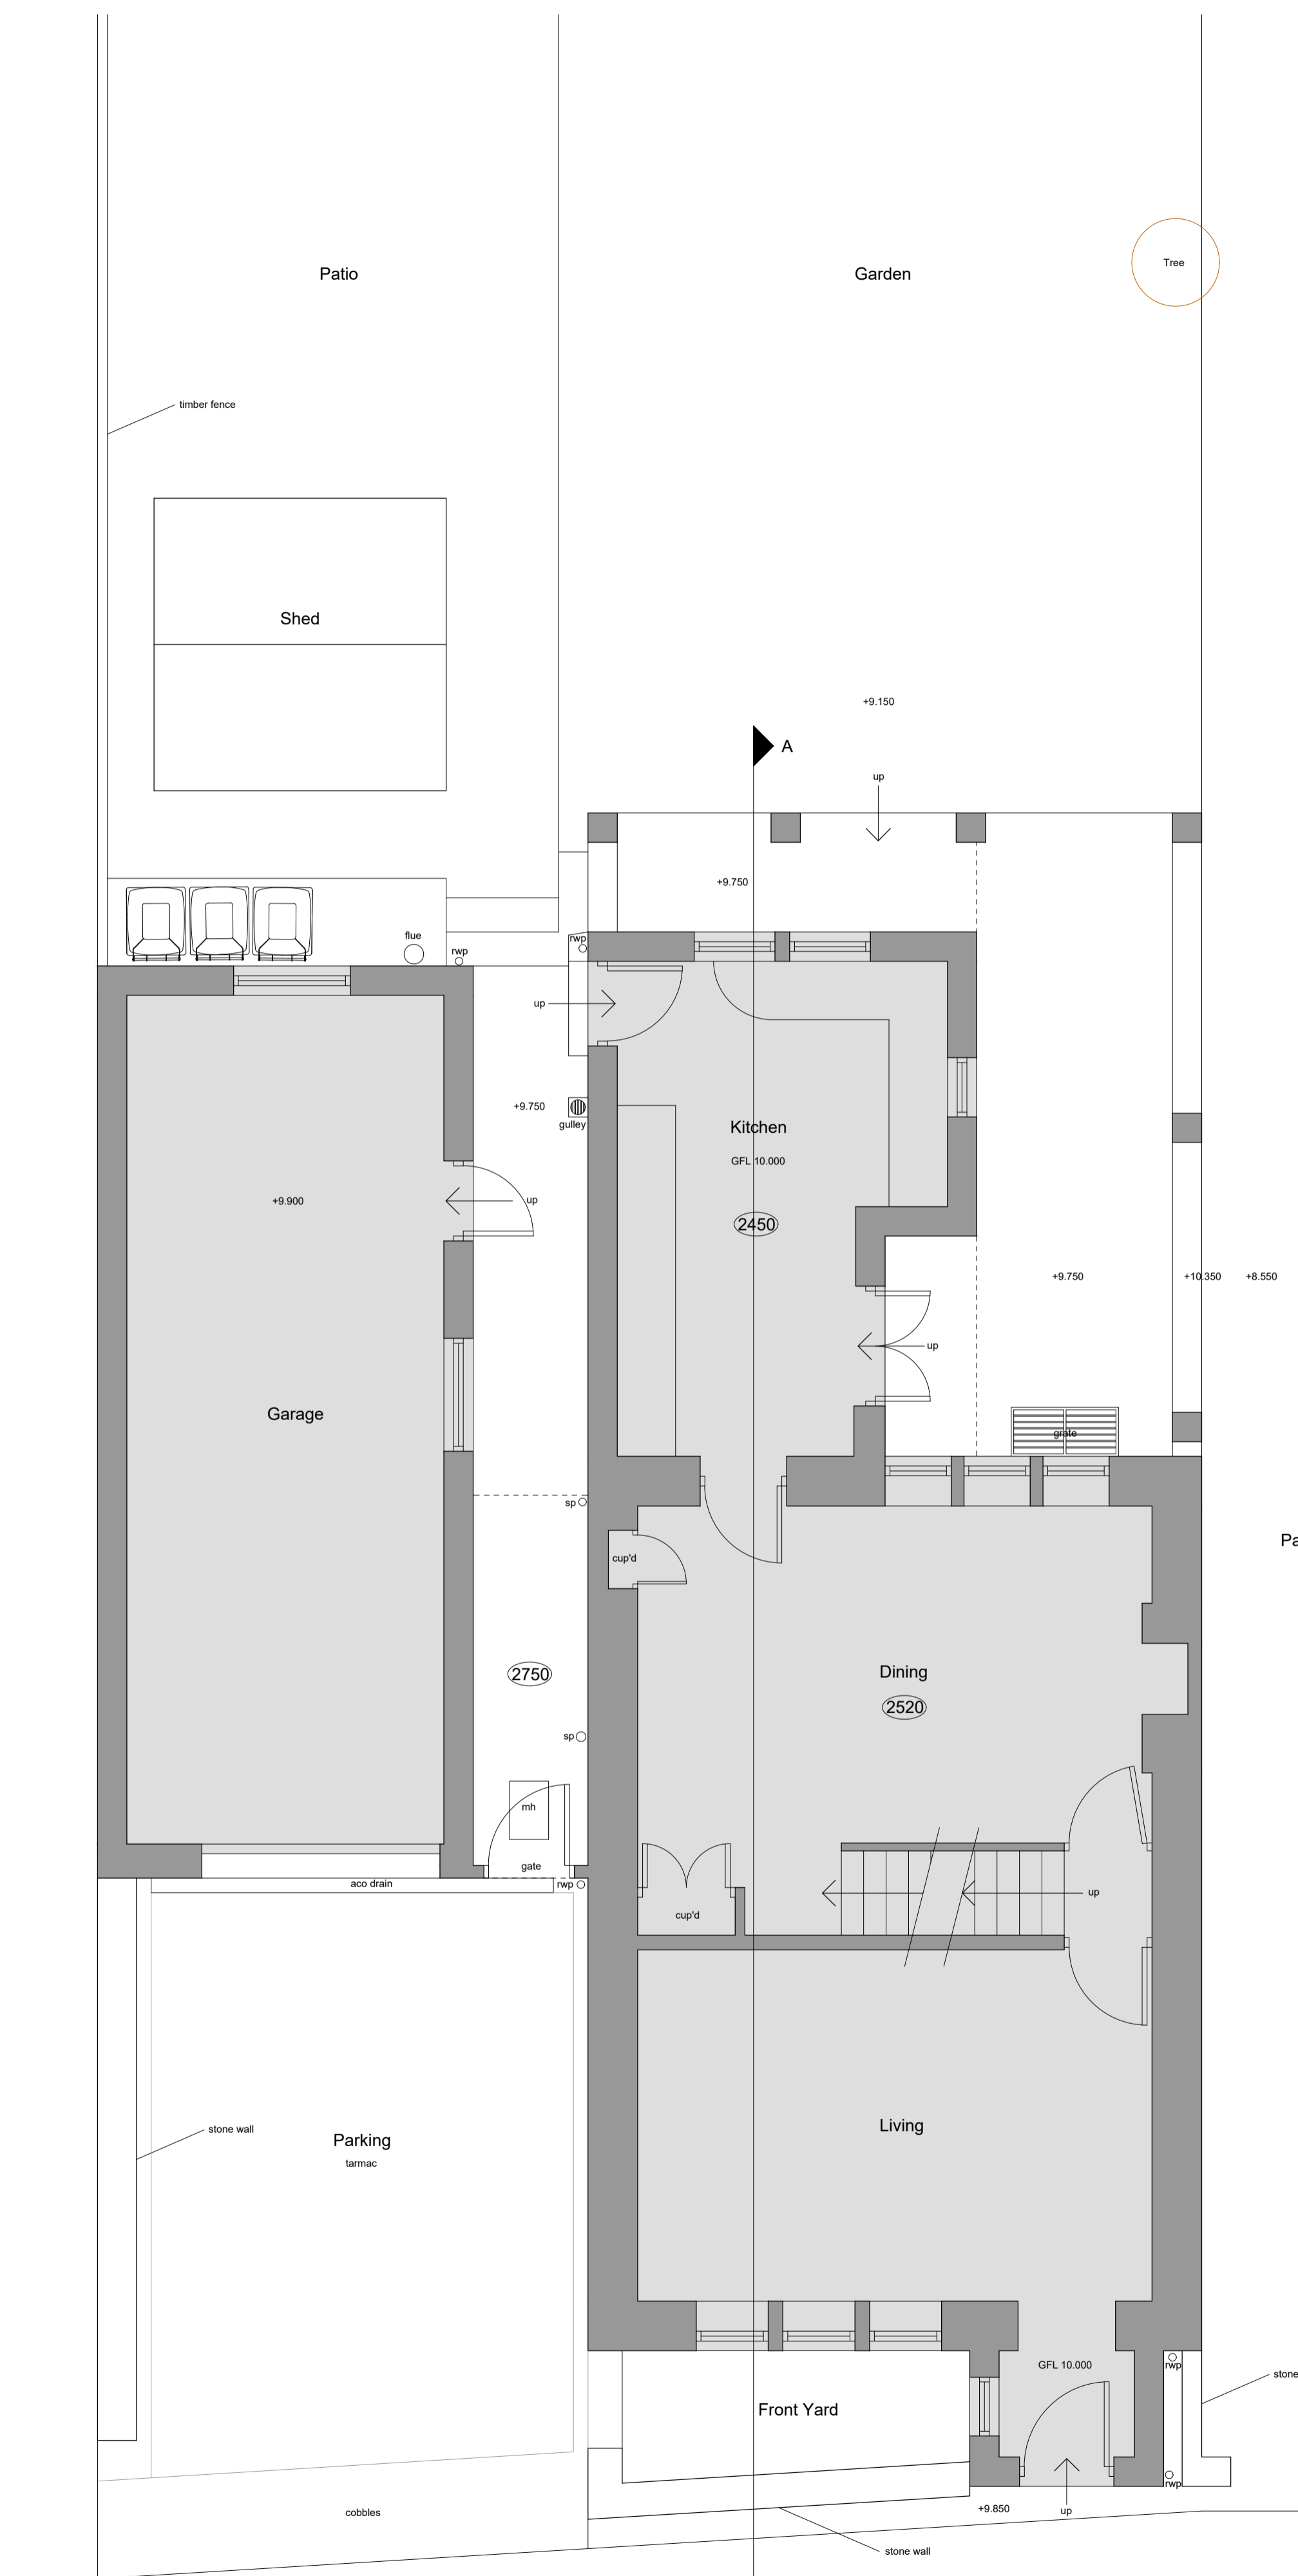 Patio
Garden
Tree
timber fence
Shed
+9.150
A
up
+9.750
flue
rwp
rwp
up
+9.750
gulley
Kitchen
GFL 10.000
+9.900
up
2450
+9.750
+10.350
+8.550
up
Garage
grate
sp
Pa
cup'd
2750
Dining
2520
sp
mh
gate
aco drain
rwp
up
cup'd
Living
stone wall
Parking
tarmac
GFL 10.000
rwp
stone
Front Yard
rwp
+9.850
up
cobbles
stone wall